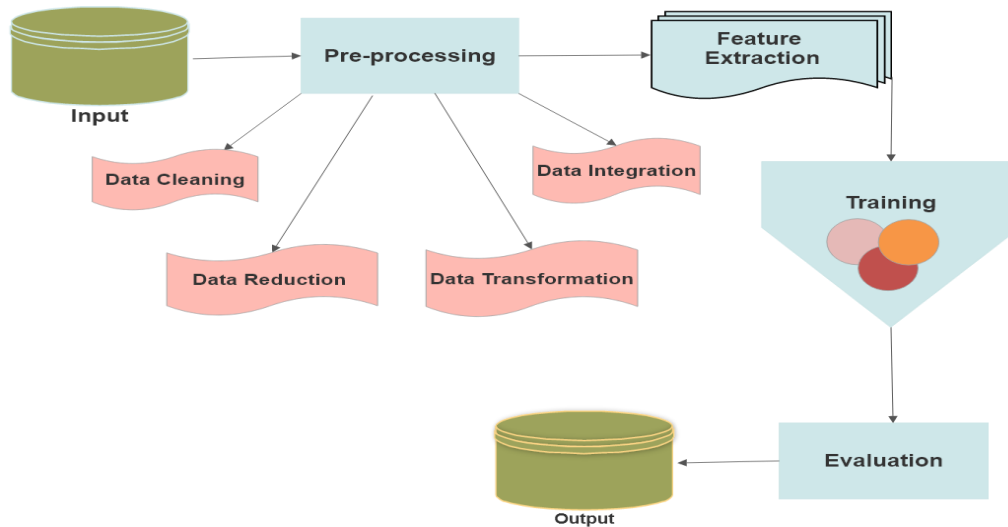 Input
Pre-processing
Feature
Extraction
Data Cleaning
Data Integration
Data Reduction
Data Transformation
Training
Evaluation
Output